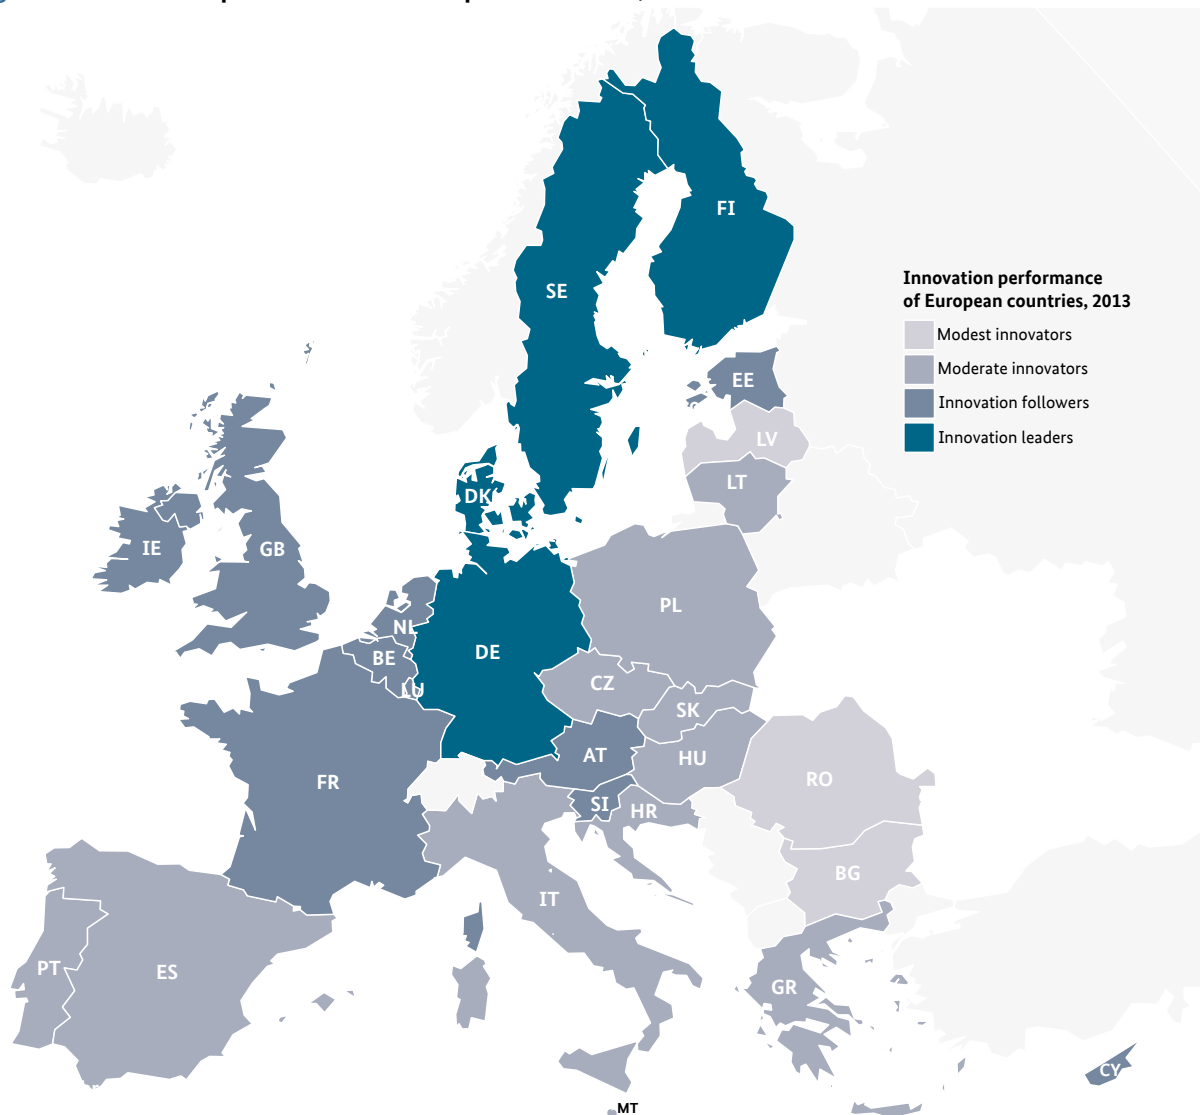 FI
SE
Innovation performance
of European countries, 2013
Modest innovators
Moderate innovators
Innovation followers
Innovation leaders
EE
LV
LT
DK
IE
GB
NL
PL
BE
DE
LU
CZ
SK
AT
HU
FR
RO
SI
HR
BG
IT
PT
ES
GR
CY
MT